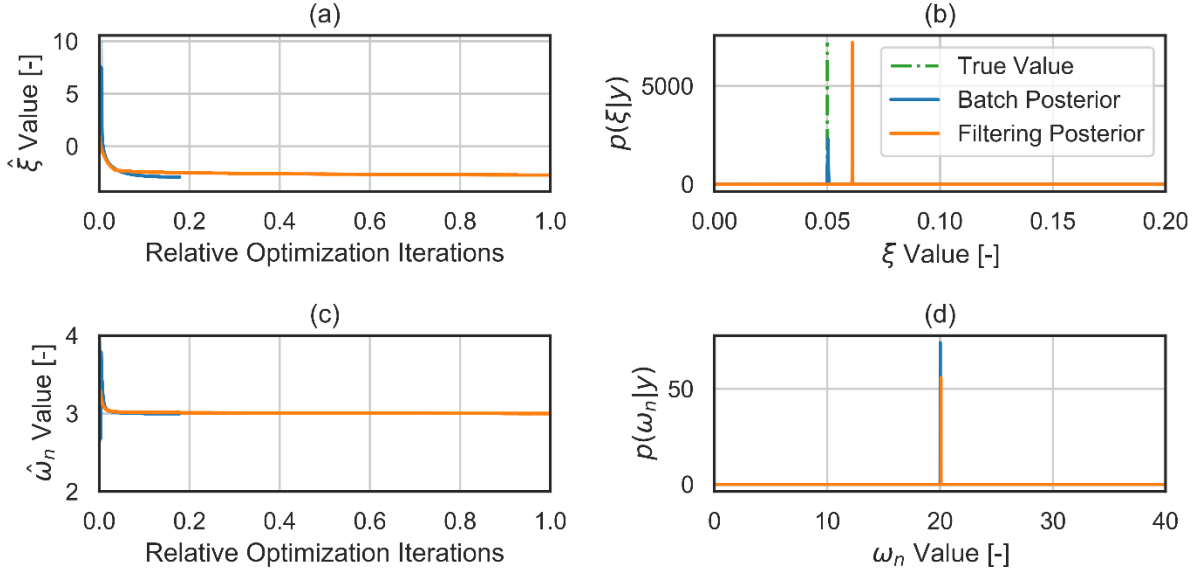 (a)
10
5
0
ξ̂ Value [-]
0.0 0.2 0.4 0.6 0.8 1.0
Relative Optimization Iterations
(b)
5000
0
p(ξ|y)
True Value
Batch Posterior
Filtering Posterior
0.00 0.05 0.10 0.15 0.20
ξ Value [-]
(c)
4
3
2
ω̂ₙ Value [-]
0.0 0.2 0.4 0.6 0.8 1.0
Relative Optimization Iterations
(d)
50
0
p(ωₙ|y)
0 10 20 30 40
ωₙ Value [-]